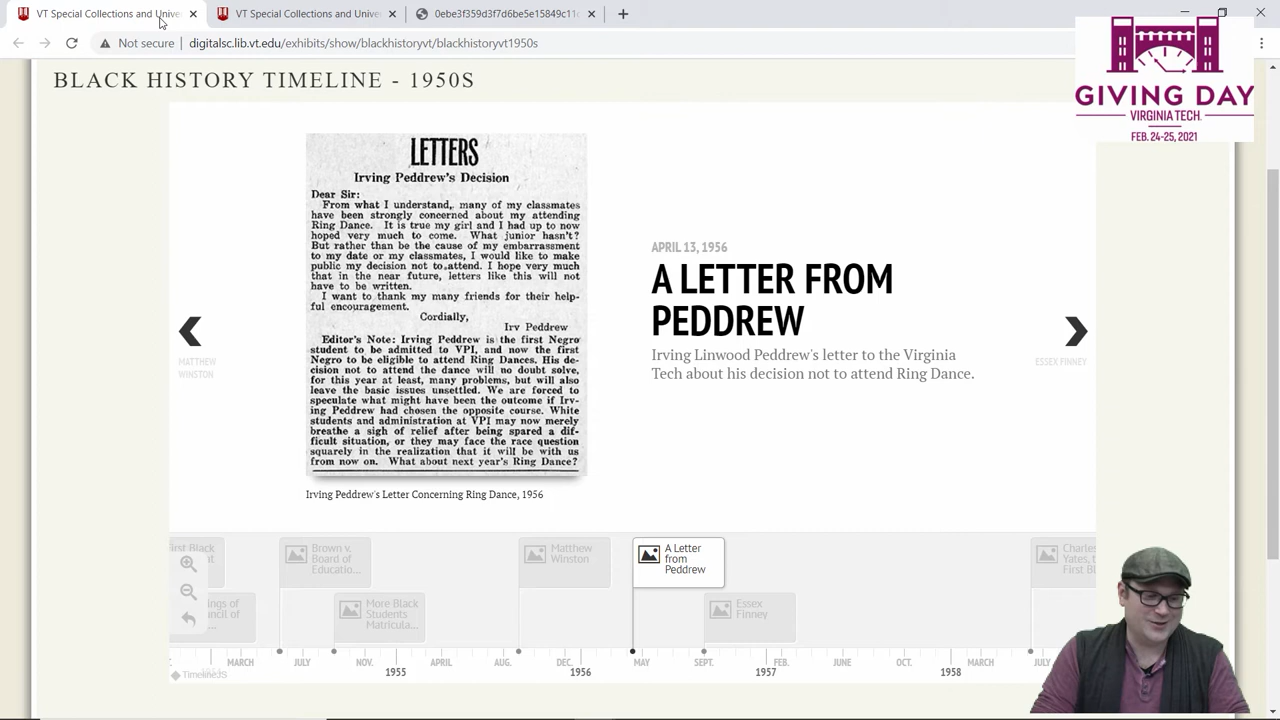 VT Special Collections and Unive
VT Special Collections and Unive
0ebe3f359d3f7d6be5e15849c11
Not secure
digitalsc.lib.vt.edu/exhibits/show/blackhistoryvt/blackhistoryvt1950s
GIVING DAY
VIRGINIA TECH.
FEB. 24-25, 2021
BLACK HISTORY TIMELINE - 1950S
LETTERS
Irving Peddrew's Decision
Dear Sir:
From what I understand, many of my classmates
have been strongly concerned about my attending
Ring Dance. It is true my girl and I had up to now
hoped very much to come. What junior hasn't?
But rather than be the cause of my embarrassment
to my date or my classmates, I would like to make
public my decision not to attend. I hope very much
that in the near future, letters like this will not
have to be written.
I want to thank my many friends for their help-
ful encouragement.
Cordially,
Irv Peddrew
Editor's Note: Irving Peddrew is the first Negro
student to be admitted to VPI, and now the first
Negro to be eligible to attend Ring Dances. His de-
cision not to attend the dance will no doubt solve,
for this year at least, many problems, but will also
leave the basic issues unsettled. We are forced to
speculate what might have been the outcome if Irv-
ing Peddrew had chosen the opposite course. White
students and administration at VPI may now merely
breathe a sigh of relief after being spared a dif-
ficult situation, or they may face the race question
squarely in the realization that it will be with us
from now on. What about next year's Ring Dance?
Irving Peddrew's Letter Concerning Ring Dance, 1956
APRIL 13, 1956
A LETTER FROM
PEDDREW
Irving Linwood Peddrew's letter to the Virginia
Tech about his decision not to attend Ring Dance.
MATTHEW
WINSTON
ESSEX FINNEY
First Black
Brown v.
Board of
Educatio...
Matthew
Winston
A Letter
from
Peddrew
Charles
Yates,
First Bl
More Black
Students
Matricula...
Essex
Finney
MARCH JULY NOV. APRIL AUG. DEC. MAY SEPT. FEB. JUNE OCT. MARCH JULY
1955 1956 1957 1958
TimelineJS